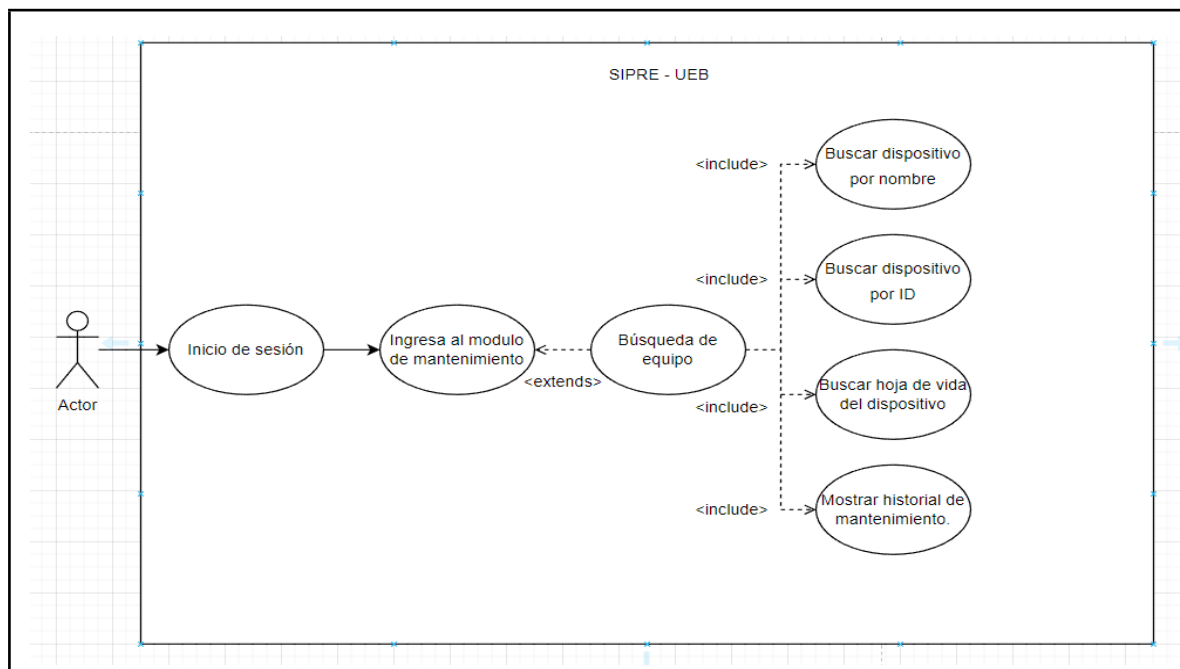 SIPRE - UEB
<include>
Buscar dispositivo
por nombre
<include>
Buscar dispositivo
por ID
Actor
Inicio de sesión
Ingresa al modulo
de mantenimiento
<extends>
Búsqueda de
equipo
<include>
Buscar hoja de vida
del dispositivo
<include>
Mostrar historial de
mantenimiento.